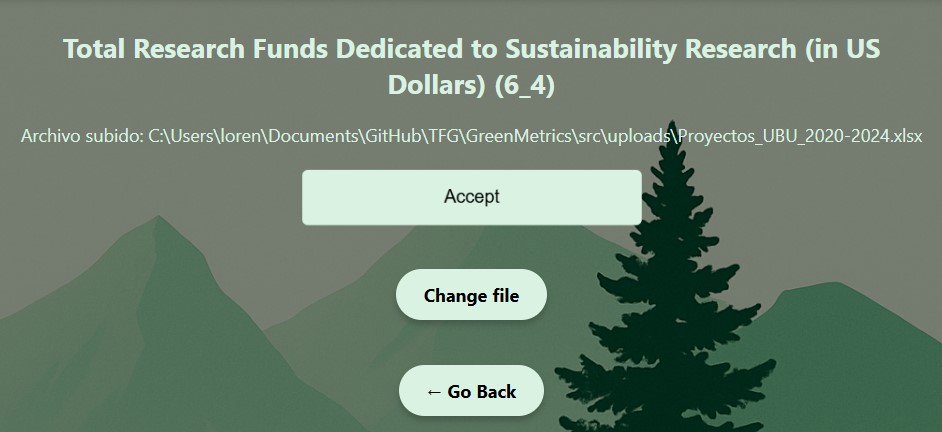 Total Research Funds Dedicated to Sustainability Research (in US
Dollars) (6_4)
Archivo subido: C:\Users\loren\Documents\GitHub\TFG\GreenMetrics\src\uploads\Proyectos_UBU_2020-2024.xlsx
Accept
Change file
← Go Back